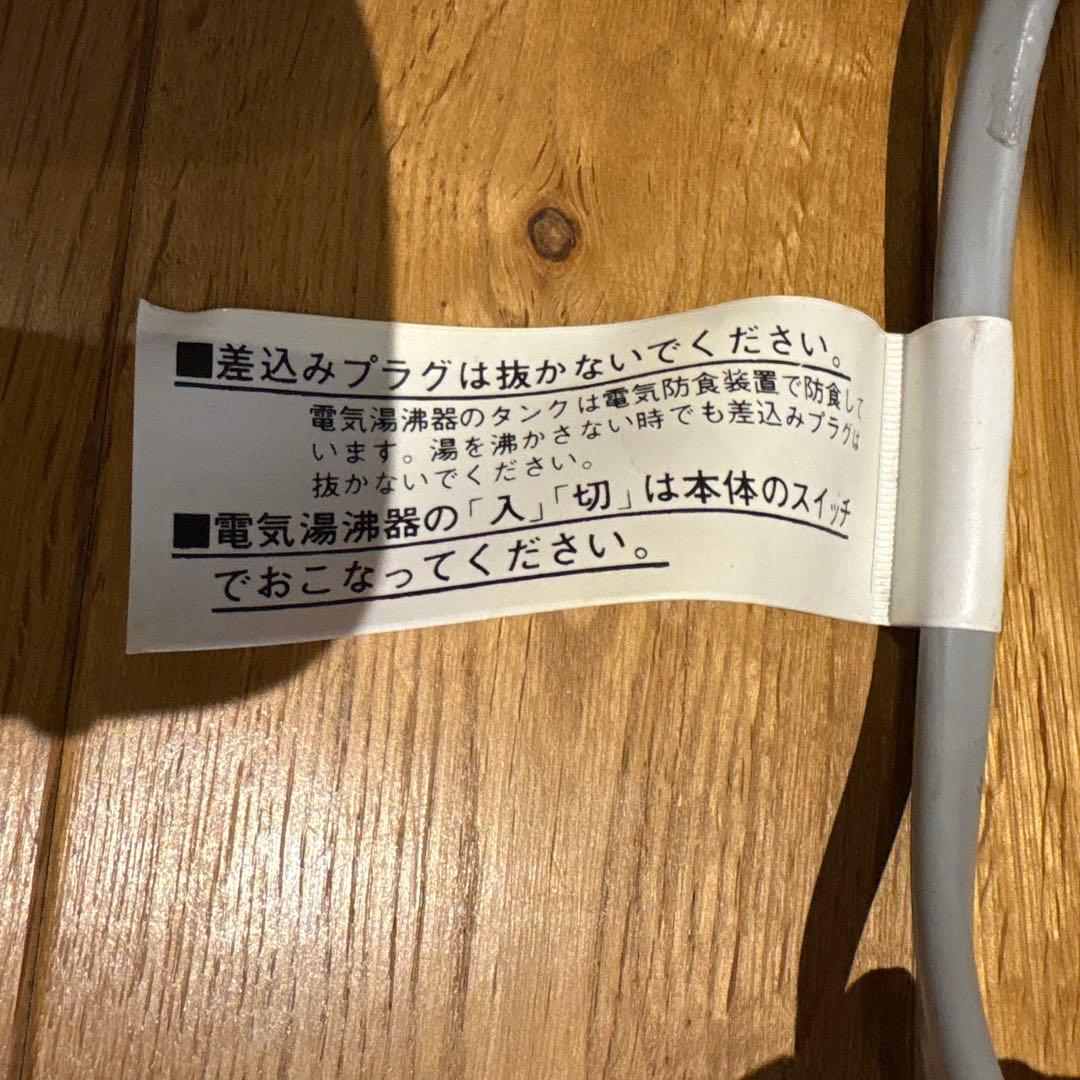 ■差込みプラグは抜かないでください。
電気湯沸器のタンクは電気防食装置で防食して
います。湯を沸かさない時でも差込みプラグは
抜かないでください。
■電気湯沸器の「入」「切」は本体のスイッチ
でおこなってください。